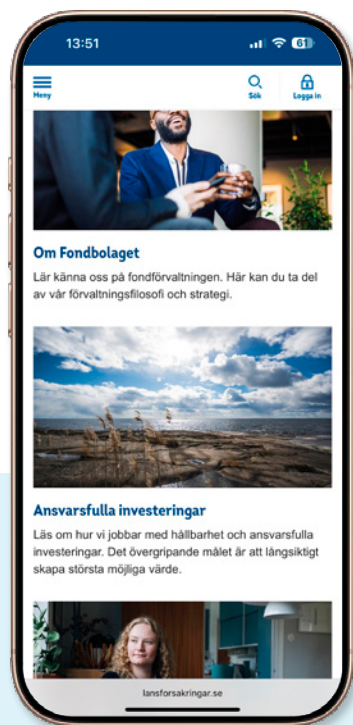 13:51
61
Meny
Sök
Logga in
Om Fondbolaget
Lär känna oss på fondförvaltningen. Här kan du ta del
av vår förvaltningsfilosofi och strategi.
Ansvarsfulla investeringar
Läs om hur vi jobbar med hållbarhet och ansvarsfulla
investeringar. Det övergripande målet är att långsiktigt
skapa största möjliga värde.
lansforsakringar.se